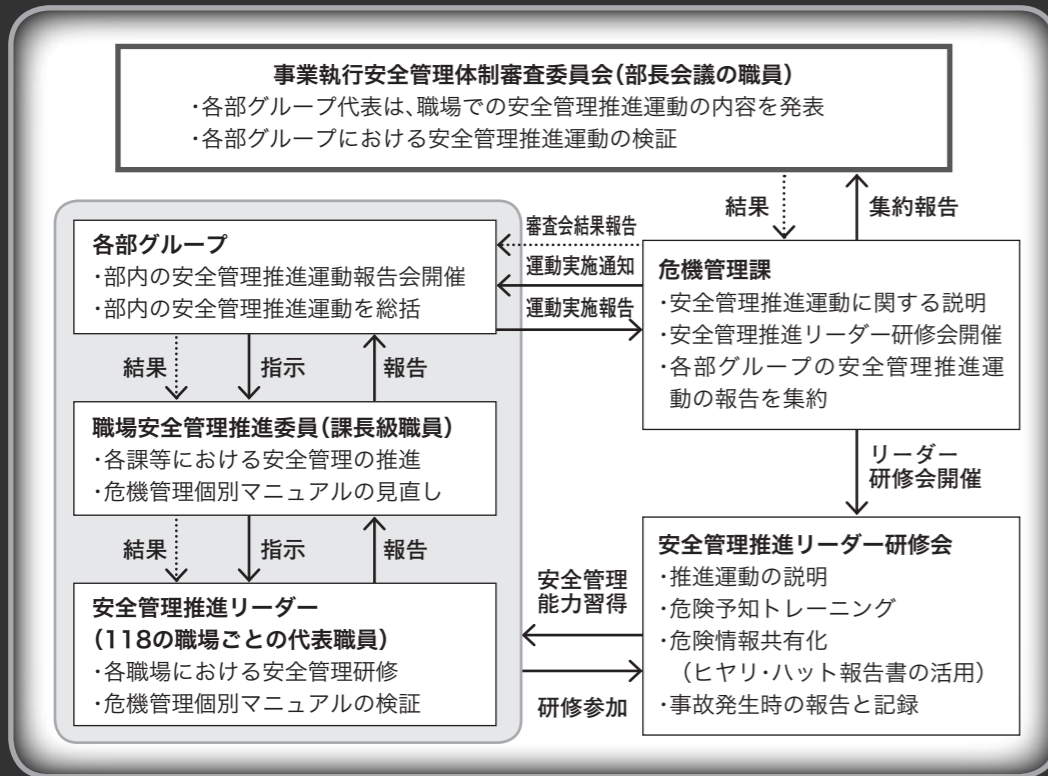 事業執行安全管理体制審査委員会(部長会議の職員)
・各部グループ代表は、職場での安全管理推進運動の内容を発表
・各部グループにおける安全管理推進運動の検証
結果
集約報告
審査会結果報告
運動実施通知
運動実施報告
各部グループ
・部内の安全管理推進運動報告会開催
・部内の安全管理推進運動を総括
危機管理課
・安全管理推進運動に関する説明
・安全管理推進リーダー研修会開催
・各部グループの安全管理推進運
動の報告を集約
結果
指示
報告
職場安全管理推進委員(課長級職員)
・各課等における安全管理の推進
・危機管理個別マニュアルの見直し
リーダー
研修会開催
結果
指示
報告
安全管理推進リーダー
(118の職場ごとの代表職員)
・各職場における安全管理研修
・危機管理個別マニュアルの検証
安全管理
能力習得
研修参加
安全管理推進リーダー研修会
・推進運動の説明
・危険予知トレーニング
・危険情報共有化
(ヒヤリ・ハット報告書の活用)
・事故発生時の報告と記録